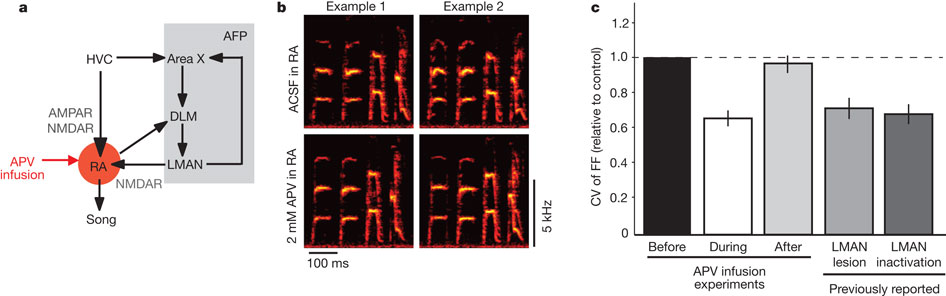 a
AFP
HVC
Area X
AMPAR
NMDAR
DLM
APV
infusion
RA
LMAN
NMDAR
Song
b
Example 1
Example 2
ACSF in RA
2 mM APV in RA
5 kHz
100 ms
c
CV of FF (relative to control)
1.2
1.0
0.8
0.6
0.4
0.2
0
Before
During
After
LMAN
lesion
LMAN
inactivation
APV infusion
experiments
Previously reported